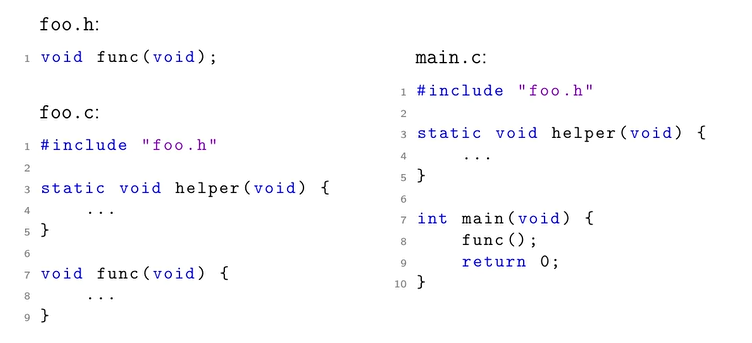 foo.h:
1 void func(void);
foo.c:
1 #include "foo.h"
2
3 static void helper(void) {
4     ...
5 }
6
7 void func(void) {
8     ...
9 }
main.c:
1 #include "foo.h"
2
3 static void helper(void) {
4     ...
5 }
6
7 int main(void) {
8     func();
9     return 0;
10 }